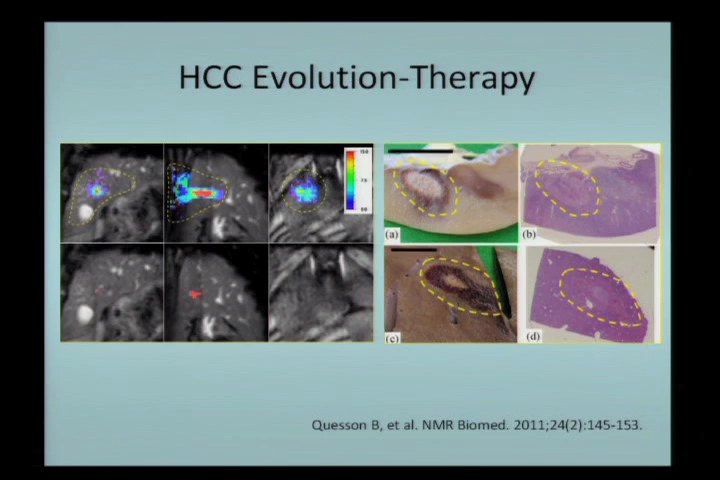 HCC Evolution-Therapy
(a)
(b)
(c)
(d)
Quesson B, et al. NMR Biomed. 2011;24(2):145-153.